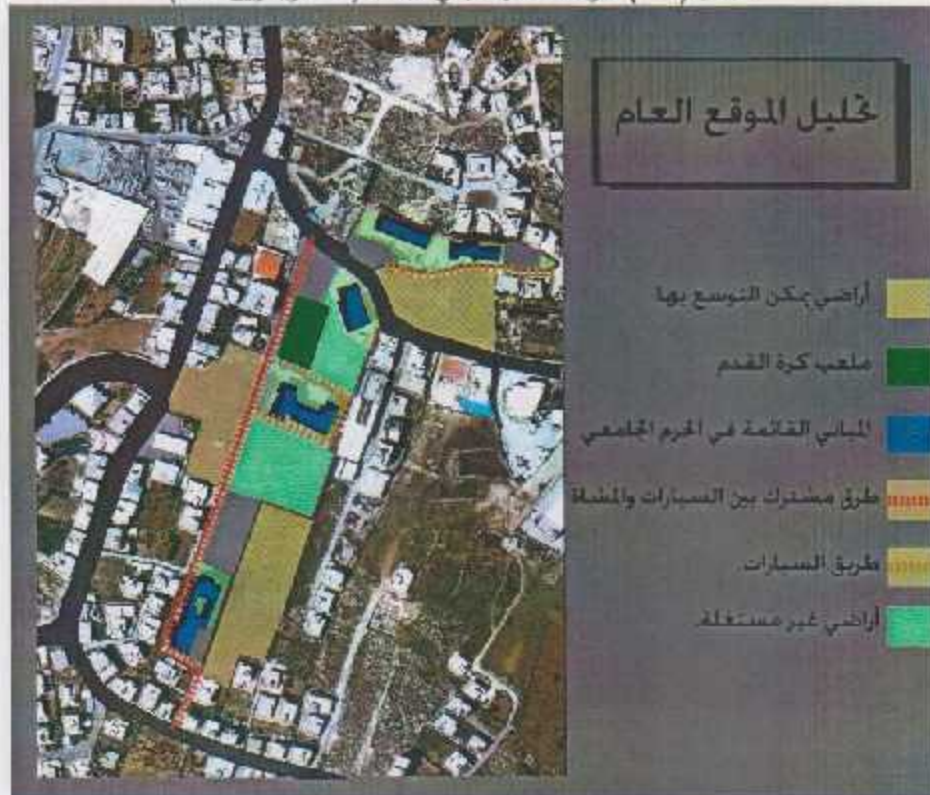 تحليل الموقع العام
أراضي يمكن التوسع بها
ملعب كرة القدم
المباني القائمة في الحرم الجامعي
طرق مشترك بين السيارات والمشاة
طريق السيارات.
أراضي غير مستغلة.